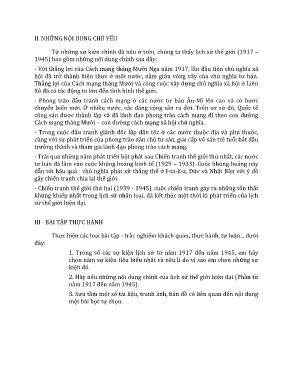 II. NHỮNG NỘI DUNG CHỦ YẾU
Từ những sự kiện chính đã nêu ở trên, chúng ta thấy lịch sử thế giới (1917 –
1945) bao gồm những nội dung chính sau đây:
- Với thắng lợi của Cách mạng tháng Mười Nga năm 1917, lần đầu tiên chủ nghĩa xã
hội đã trở thành hiện thực ở một nước, nằm giữa vòng vây của chủ nghĩa tư bản.
Thắng lợi của Cách mạng tháng Mười và công cuộc xây dựng chủ nghĩa xã hội ở Liên
Xô đã có tác động to lớn đến tình hình thế giới.
- Phong trào đấu tranh cách mạng ở các nước tư bản Âu-Mĩ lên cao và có bước
chuyển biến mới. Ở nhiều nước, các đảng cộng sản ra đời. Trên cơ sở đó, Quốc tế
cộng sản được thành lập và đã lãnh đạo phong trào cách mạng đi theo con đường
Cách mạng tháng Mười – con đường cách mạng xã hội chủ nghĩa.
- Trong cuộc đấu tranh giành độc lập dân tộc ở các nước thuộc địa và phụ thuộc,
cùng với sự phát triển của phong trào dân chủ tư sản, giai cấp vô sản trẻ tuổi bắt đầu
trưởng thành và tham gia lãnh đạo phong trào cách mạng.
- Trải qua những năm phát triển bột phát sau Chiến tranh thế giới thứ nhất, các nước
tư bản đã lâm vào cuộc khủng hoảng kinh tế (1929 – 1933). Cuộc khủng hoảng này
dẫn tới hậu quả : chủ nghĩa phát xít thắng thế ở I-ta-li-a, Đức và Nhật Bản với ý đồ
gây chiến tranh chia lại thế giới.
- Chiến tranh thế giới thứ hai (1939 - 1945), cuộc chiến tranh gây ra những tổn thất
khủng khiếp nhất trong lịch sử nhân loại, đã kết thúc một thời kì phát triển của lịch
sử thế giới hiện đại.
III - BÀI TẬP THỰC HÀNH
Thực hiện các loại bài tập - trắc nghiệm khách quan, thực hành, tự luận... dưới
đây:
1. Trong số các sự kiện lịch sử từ năm 1917 đến năm 1945, em hãy
chọn năm sự kiện tiêu biểu nhất và nêu lí do vì sao em chọn những sự
kiện đó.
2. Hãy nêu những nội dung chính của lịch sử thế giới hiện đại (Phần từ
năm 1917 đến năm 1945).
3. Sưu tầm một số tài liệu, tranh ảnh, bản đồ có liên quan đến nội dung
một bài học tự chọn.